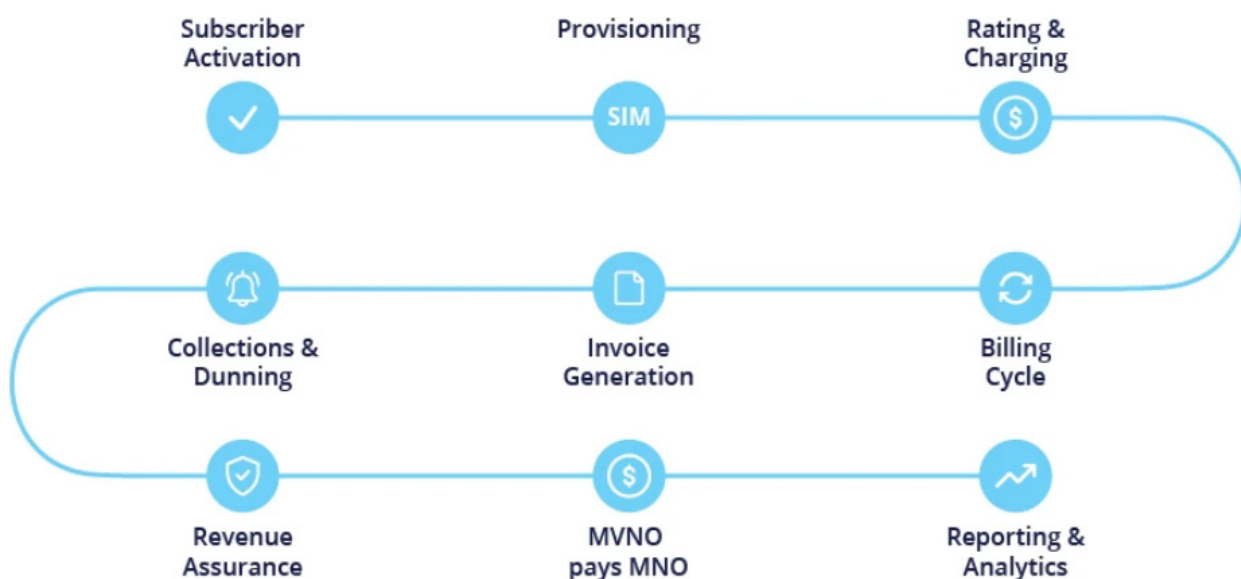 Subscriber
Activation
Provisioning
Rating &
Charging
SIM
$
Collections &
Dunning
Invoice
Generation
Billing
Cycle
$
Revenue
Assurance
MVNO
pays MNO
Reporting &
Analytics